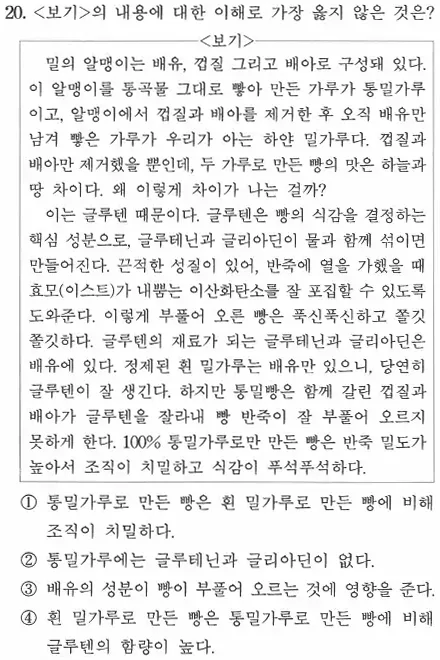 20. <보기>의 내용에 대한 이해로 가장 옳지 않은 것은?
<보기>
밀의 알맹이는 배유, 껍질 그리고 배아로 구성돼 있다.
이 알맹이를 통곡물 그대로 빻아 만든 가루가 통밀가루
이고, 알맹이에서 껍질과 배아를 제거한 후 오직 배유만
남겨 빻은 가루가 우리가 아는 하얀 밀가루다. 껍질과
배아만 제거했을 뿐인데, 두 가루로 만든 빵의 맛은 하늘과
땅 차이다. 왜 이렇게 차이가 나는 걸까?
이는 글루텐 때문이다. 글루텐은 빵의 식감을 결정하는
핵심 성분으로, 글루테닌과 글리아딘이 물과 함께 섞이면
만들어진다. 끈적한 성질이 있어, 반죽에 열을 가했을 때
효모(이스트)가 내뿜는 이산화탄소를 잘 포집할 수 있도록
도와준다. 이렇게 부풀어 오른 빵은 푹신푹신하고 쫄깃
쫄깃하다. 글루텐의 재료가 되는 글루테닌과 글리아딘은
배유에 있다. 정제된 흰 밀가루는 배유만 있으니, 당연히
글루텐이 잘 생긴다. 하지만 통밀빵은 함께 갈린 껍질과
배아가 글루텐을 잘라내 빵 반죽이 잘 부풀어 오르지
못하게 한다. 100% 통밀가루로만 만든 빵은 반죽 밀도가
높아서 조직이 치밀하고 식감이 푸석푸석하다.
① 통밀가루로 만든 빵은 흰 밀가루로 만든 빵에 비해
조직이 치밀하다.
② 통밀가루에는 글루테닌과 글리아딘이 없다.
③ 배유의 성분이 빵이 부풀어 오르는 것에 영향을 준다.
④ 흰 밀가루로 만든 빵은 통밀가루로 만든 빵에 비해
글루텐의 함량이 높다.